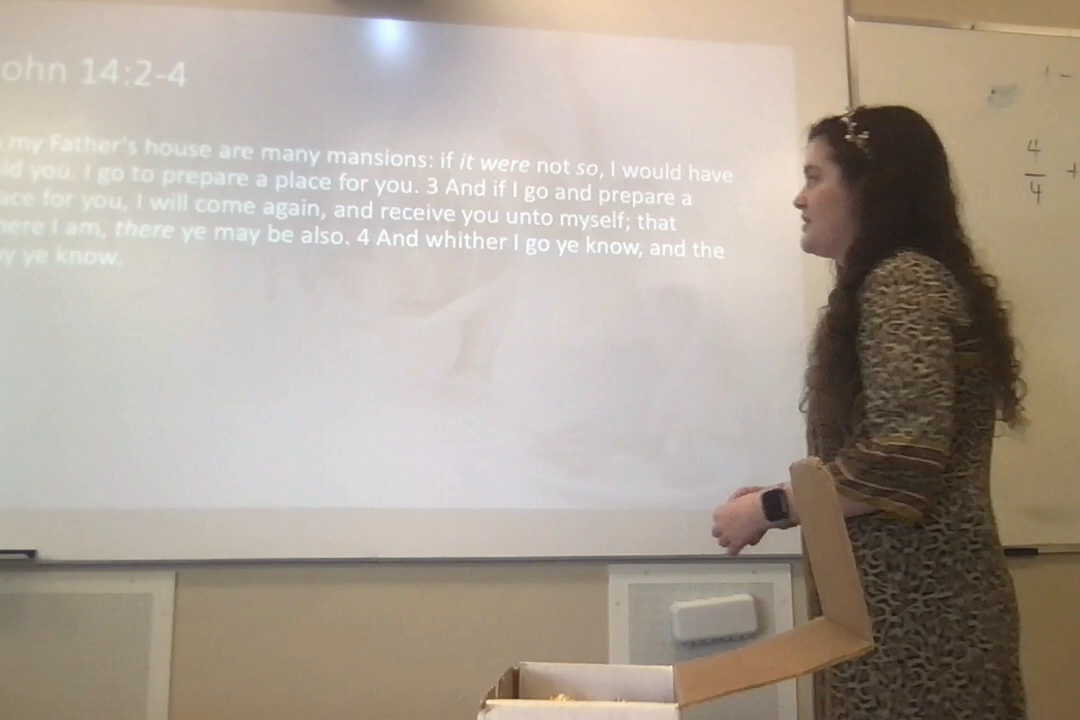 ohn 14:2-4
my Father's house are many mansions: if it were not so, I would have
ld you. I go to prepare a place for you. 3 And if I go and prepare a
ace for you, I will come again, and receive you unto myself; that
here I am, there ye may be also. 4 And whither I go ye know, and the
y ye know.
1 -
4
4 +